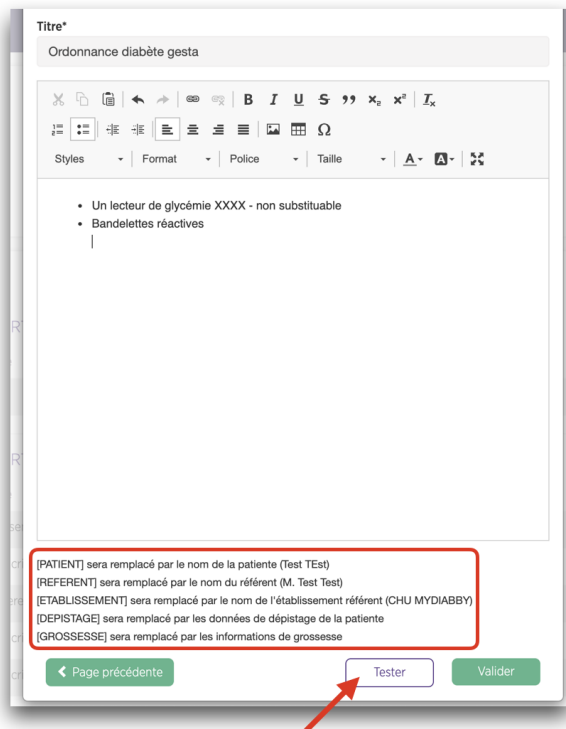 Titre*
Ordonnance diabète gesta
B I U S x₂ x² Iₓ
Ω
Styles Format Police Taille A A
• Un lecteur de glycémie XXXX - non substituable
• Bandelettes réactives
[PATIENT] sera remplacé par le nom de la patiente (Test TEst)
[REFERENT] sera remplacé par le nom du référent (M. Test Test)
[ETABLISSEMENT] sera remplacé par le nom de l'établissement référent (CHU MYDIABBY)
[DEPISTAGE] sera remplacé par les données de dépistage de la patiente
[GROSSESSE] sera remplacé par les informations de grossesse
Page précédente Tester Valider